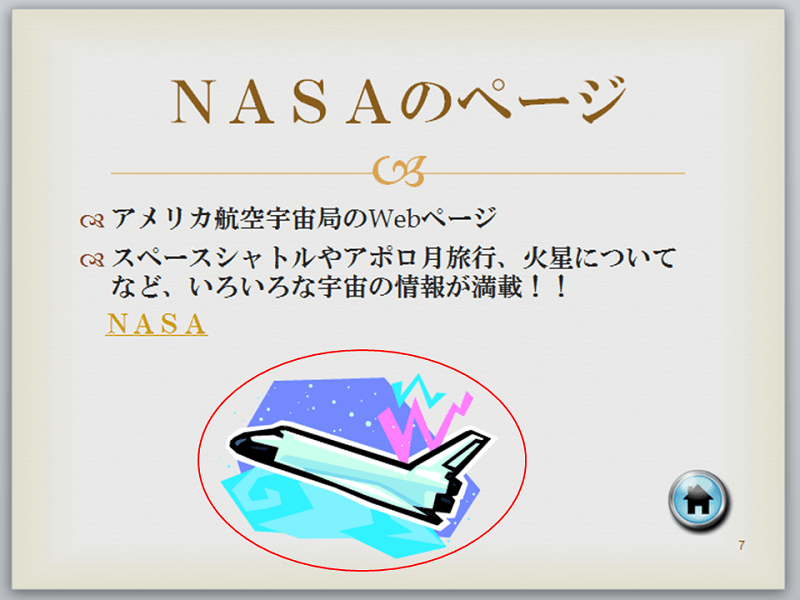 ＮＡＳＡのページ
アメリカ航空宇宙局のWebページ
スペースシャトルやアポロ月旅行、火星について
など、いろいろな宇宙の情報が満載！！
ＮＡＳＡ
7